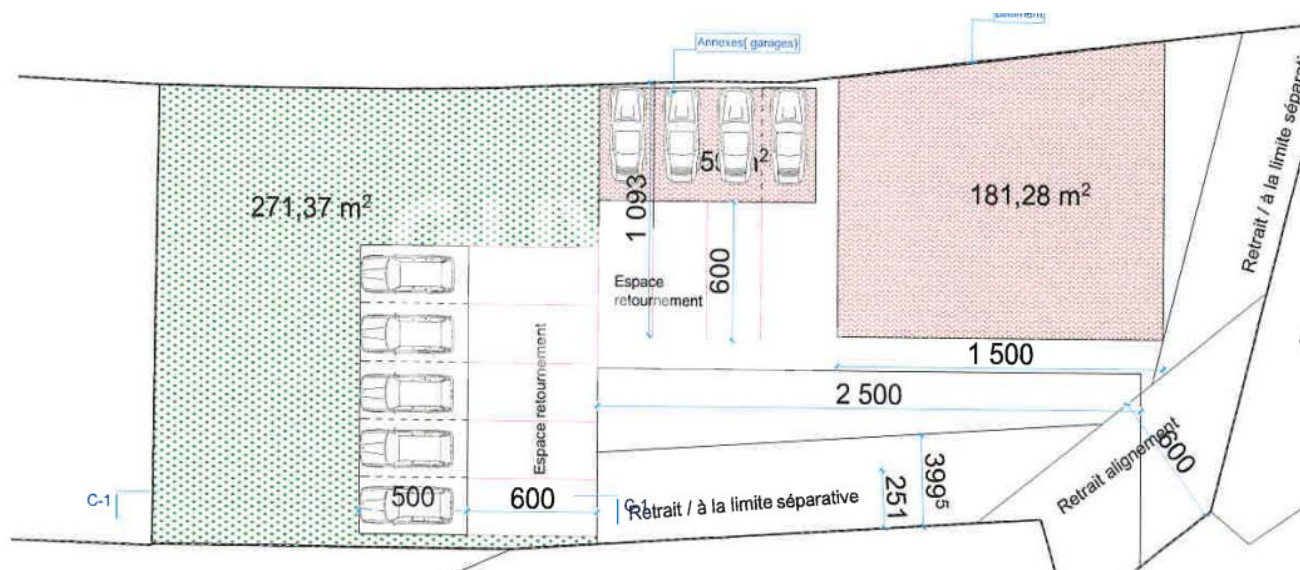 Bâtiment
Annexes( garages)
271,37 m²
181,28 m²
1 093
600
Espace
retournement
Retrait / à la limite
1 500
2 500
Espace retournement
500
600
C-1
C-1
Retrait / à la limite séparative
251
399⁵
Retrait alignement
600